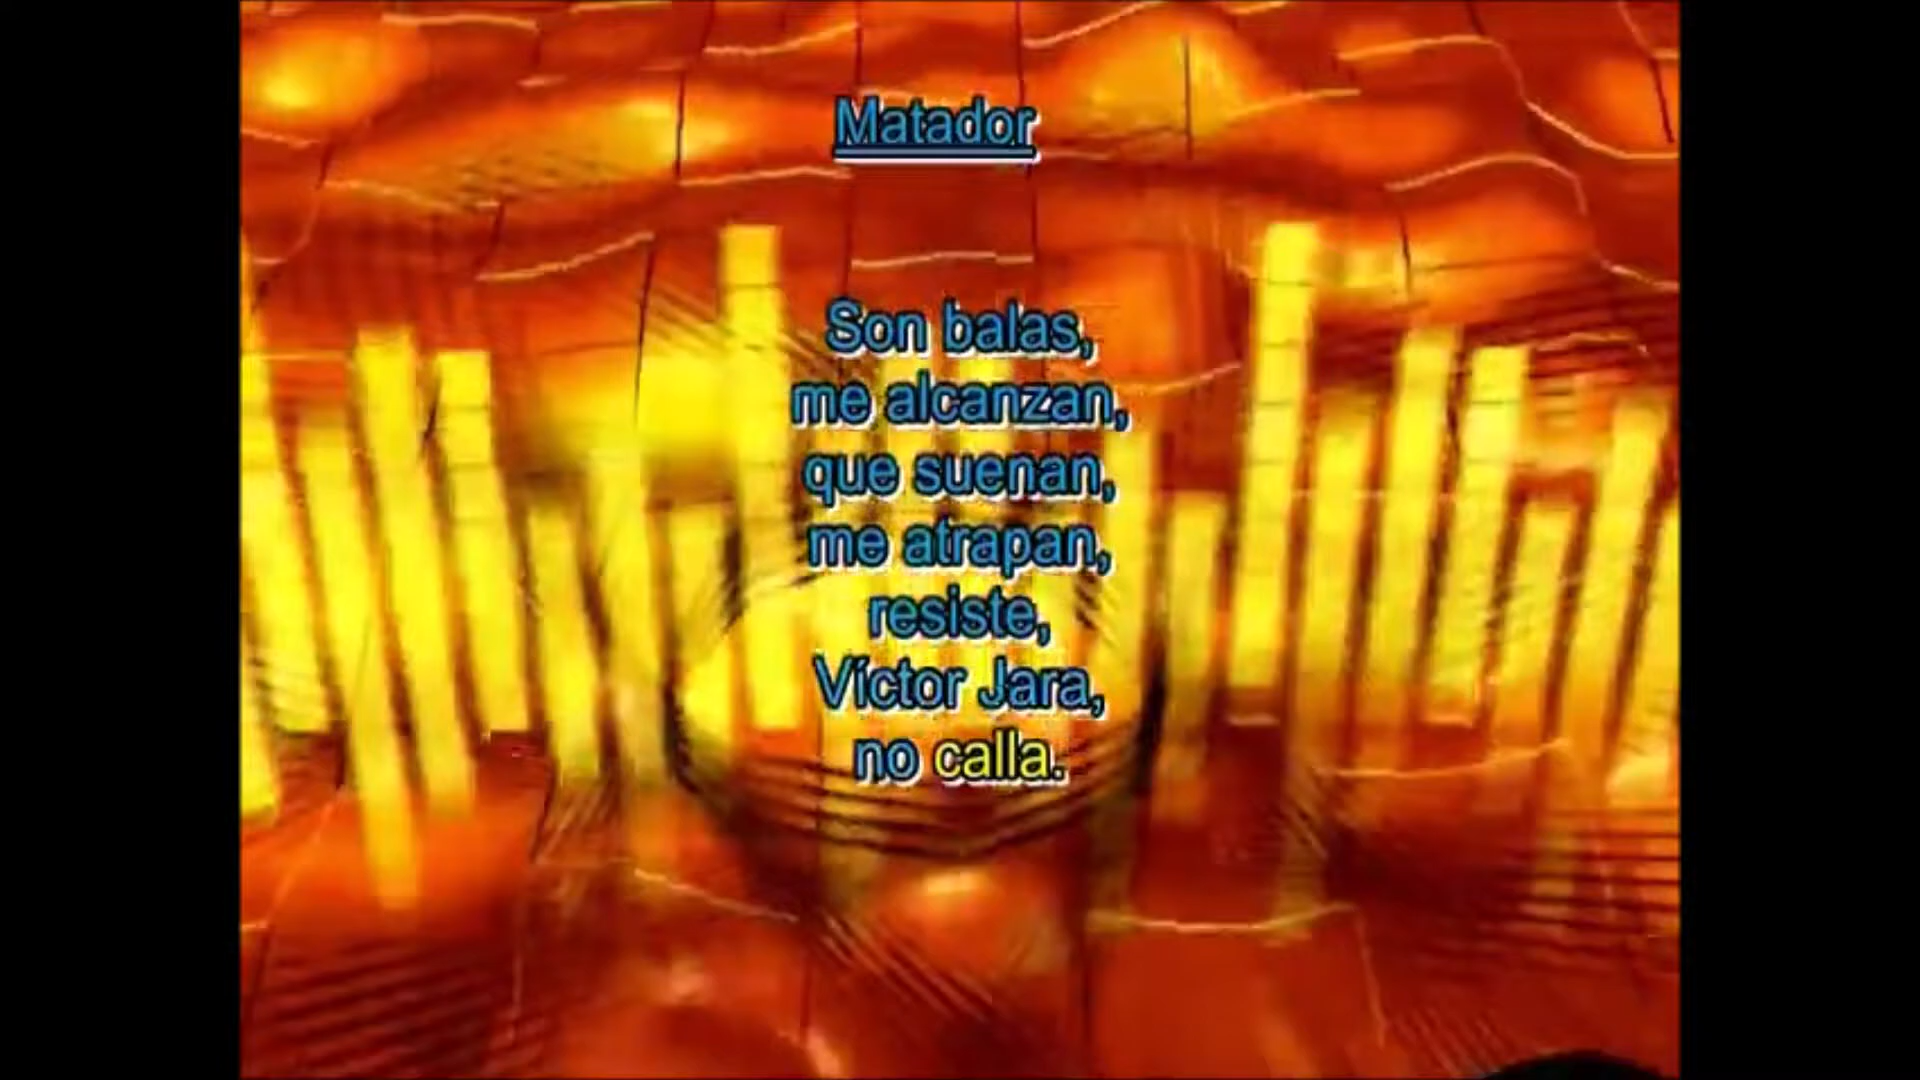 Matador
Son balas,
me alcanzan,
que suenan,
me atrapan,
resiste,
Víctor Jara,
no calla.